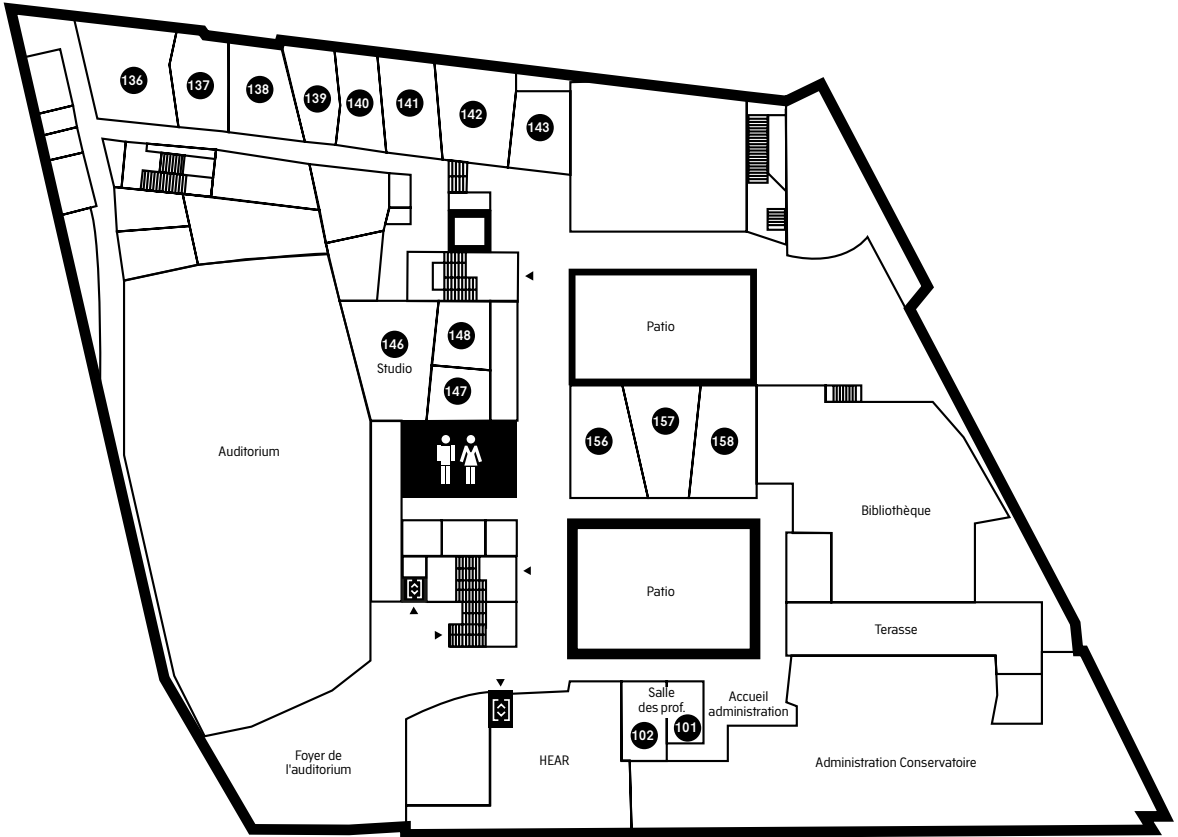 136
137
138
139
140
141
142
143
148
146
Studio
147
Patio
156
157
158
Auditorium
Bibliothèque
Patio
Terasse
Salle
des prof.
102
101
Accueil
administration
Foyer de
l'auditorium
HEAR
Administration Conservatoire